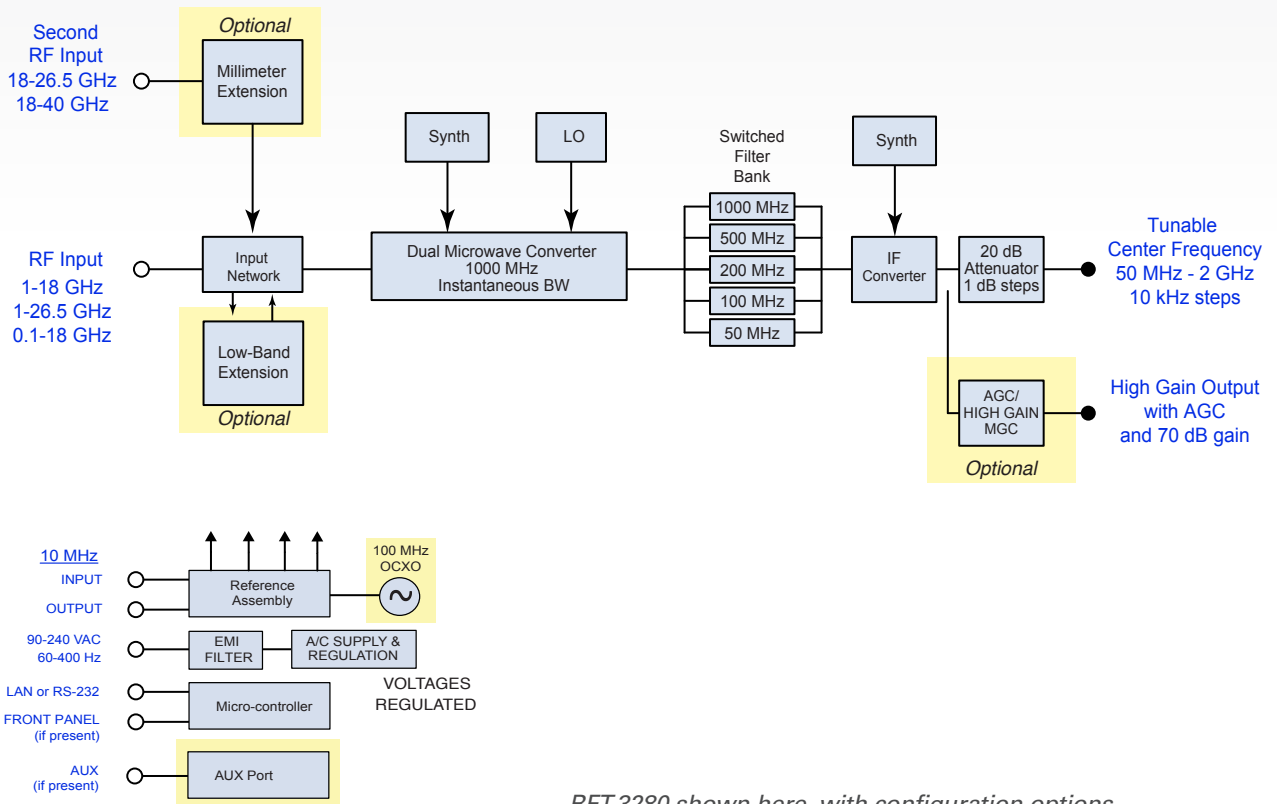 Second
RF Input
18-26.5 GHz
18-40 GHz
Optional
Millimeter
Extension
Synth
LO
Switched
Filter
Bank
Synth
RF Input
1-18 GHz
1-26.5 GHz
0.1-18 GHz
Input
Network
Dual Microwave Converter
1000 MHz
Instantaneous BW
1000 MHz
500 MHz
200 MHz
100 MHz
50 MHz
IF
Converter
20 dB
Attenuator
1 dB steps
Tunable
Center Frequency
50 MHz - 2 GHz
10 kHz steps
Low-Band
Extension
Optional
AGC/
HIGH GAIN
MGC
Optional
High Gain Output
with AGC
and 70 dB gain
10 MHz
INPUT
OUTPUT
Reference
Assembly
100 MHz
OCXO
90-240 VAC
60-400 Hz
EMI
FILTER
A/C SUPPLY &
REGULATION
VOLTAGES
REGULATED
LAN or RS-232
FRONT PANEL
(if present)
Micro-controller
AUX
(if present)
AUX Port
RFT3280 shown here, with configuration options